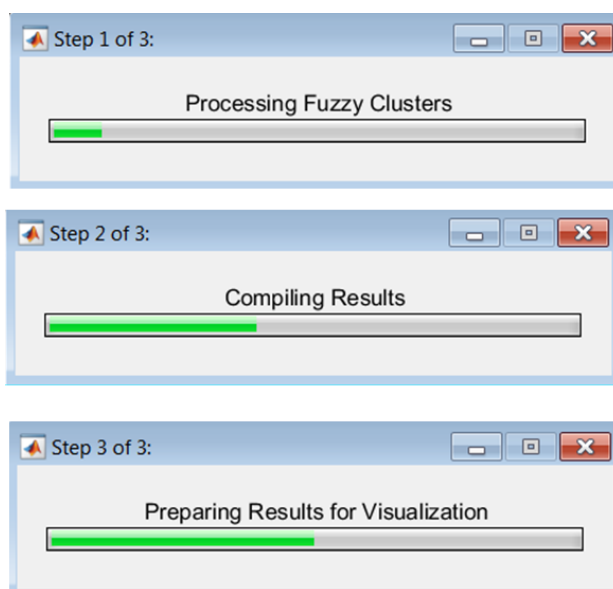 Step 1 of 3:
Processing Fuzzy Clusters
Step 2 of 3:
Compiling Results
Step 3 of 3:
Preparing Results for Visualization